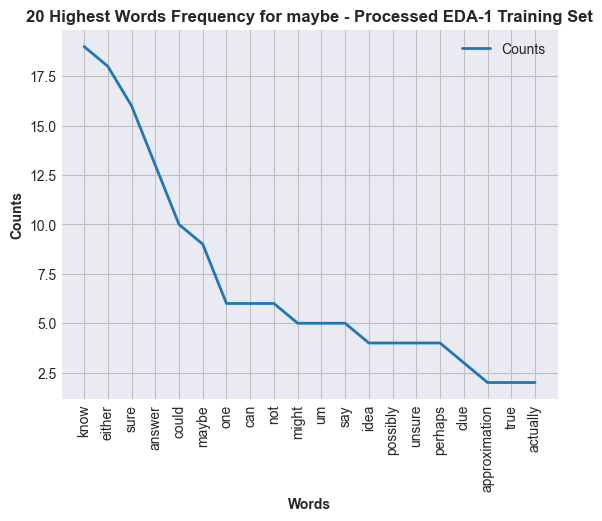 20 Highest Words Frequency for maybe - Processed EDA-1 Training Set
Counts
17.5
15.0
12.5
10.0
7.5
5.0
2.5
Counts
know
either
sure
answer
could
maybe
one
can
not
might
um
say
idea
possibly
unsure
perhaps
clue
approximation
true
actually
Words